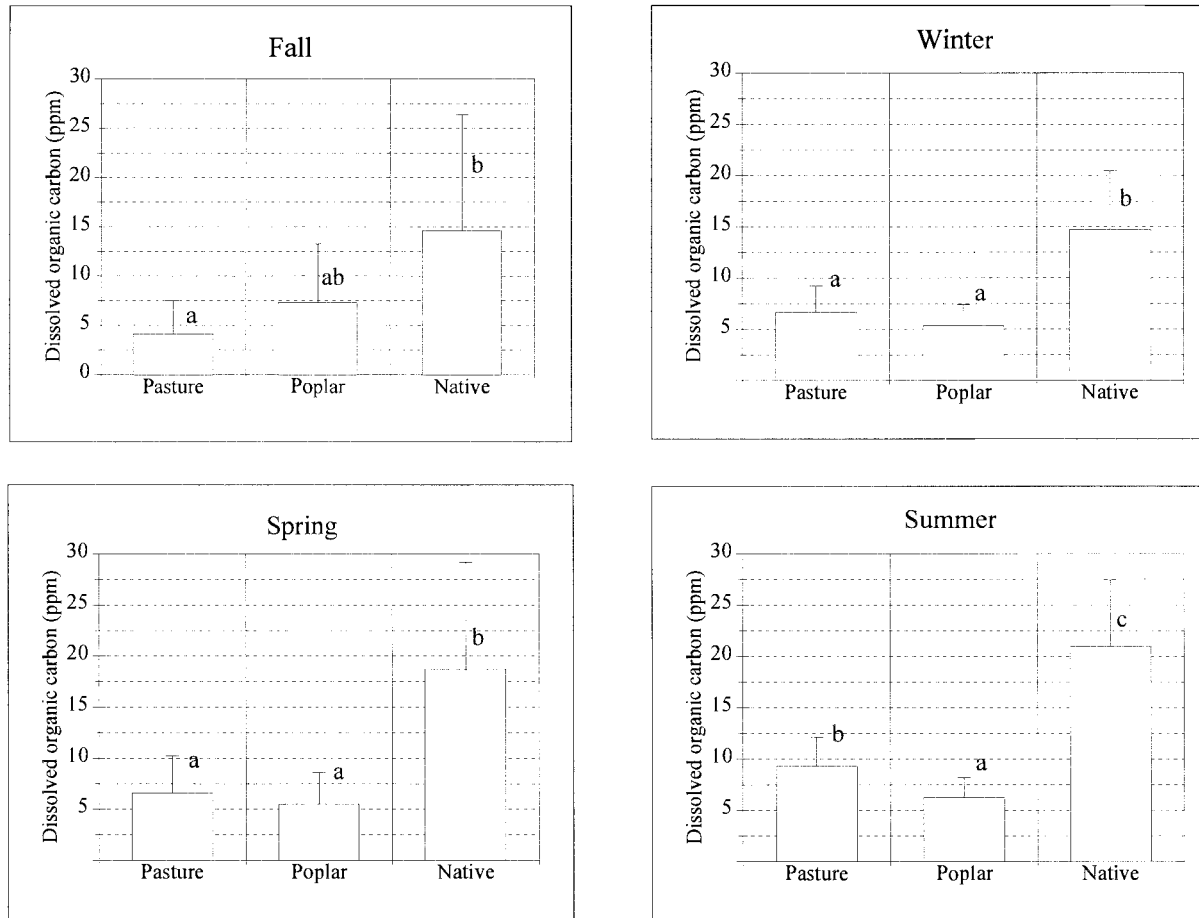 Fall
Dissolved organic carbon (ppm)
30
25
20
15
10
5
0
a
ab
b
Pasture Poplar Native
Winter
Dissolved organic carbon (ppm)
30
25
20
15
10
5
a
a
b
Pasture Poplar Native
Spring
Dissolved organic carbon (ppm)
30
25
20
15
10
5
a
a
b
Pasture Poplar Native
Summer
Dissolved organic carbon (ppm)
30
25
20
15
10
5
b
a
c
Pasture Poplar Native